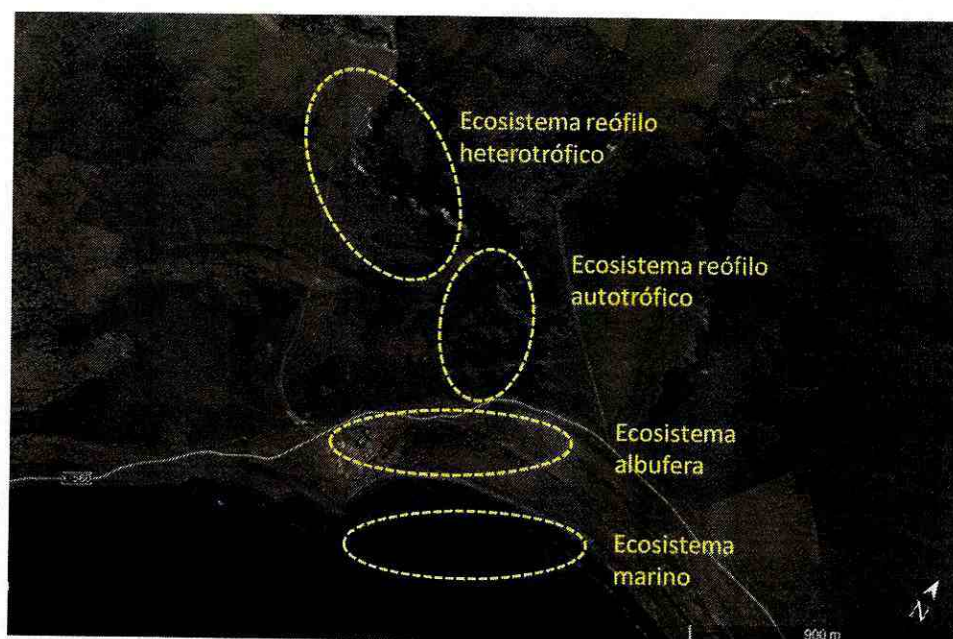 Ecosistema reófilo
heterotrófico
Ecosistema reófilo
autotrófico
Ecosistema
albufera
Ecosistema
marino
N
900 m